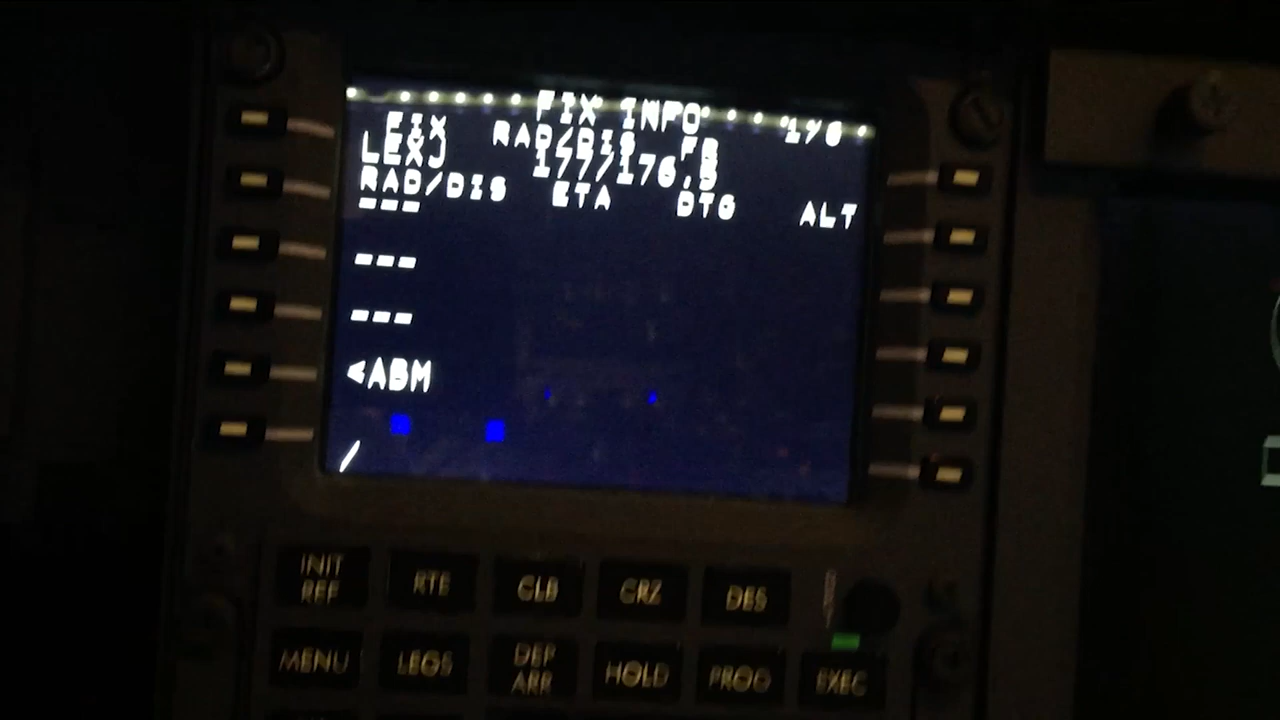 FIX INFO 1/6
FIX RAD/DIS FR
LEXJ 177/176.5
RAD/DIS ETA DTG ALT
---
---
---
<ABM
/
INIT REF RTE CLB CRZ DES
MENU LEGS DEP ARR HOLD PROG EXEC